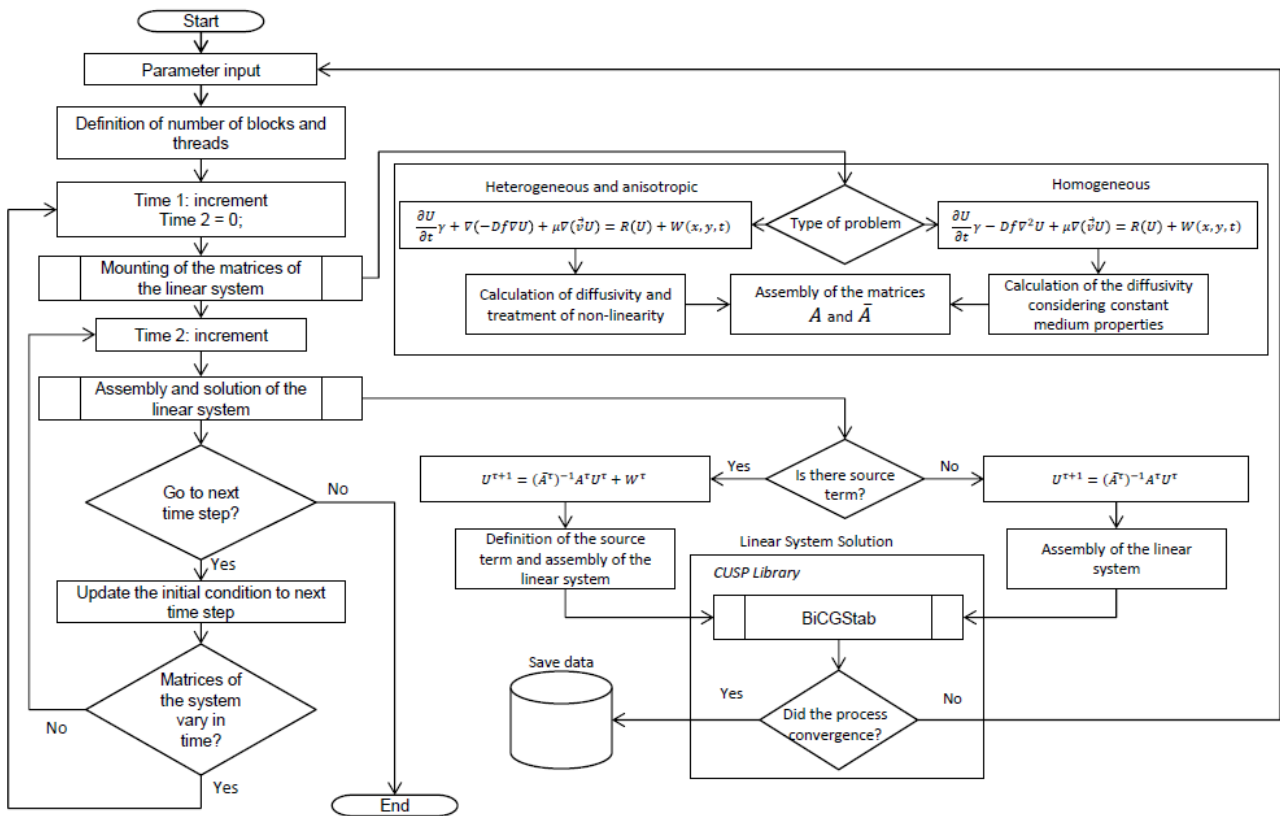 Start
Parameter input
Definition of number of blocks and
threads
Time 1: increment
Time 2 = 0;
Mounting of the matrices of
the linear system
Time 2: increment
Assembly and solution of the
linear system
Go to next
time step?
No
Yes
Update the initial condition to next
time step
Matrices of
the system
vary in
time?
No
Yes
End
Heterogeneous and anisotropic
Homogeneous
∂U/∂t γ + ∇(−Df∇U) + μ∇(v⃗U) = R(U) + W(x, y, t)
Type of problem
∂U/∂t γ − Df∇²U + μ∇(v⃗U) = R(U) + W(x, y, t)
Calculation of diffusivity and
treatment of non-linearity
Assembly of the matrices
A and Ā
Calculation of the diffusivity
considering constant
medium properties
Is there source
term?
Yes
No
U^{τ+1} = (Ā^τ)^{−1}A^τU^τ + W^τ
U^{τ+1} = (Ā^τ)^{−1}A^τU^τ
Definition of the source
term and assembly of the
linear system
Assembly of the linear
system
Linear System Solution
CUSP Library
BiCGStab
Did the process
convergence?
Yes
No
Save data